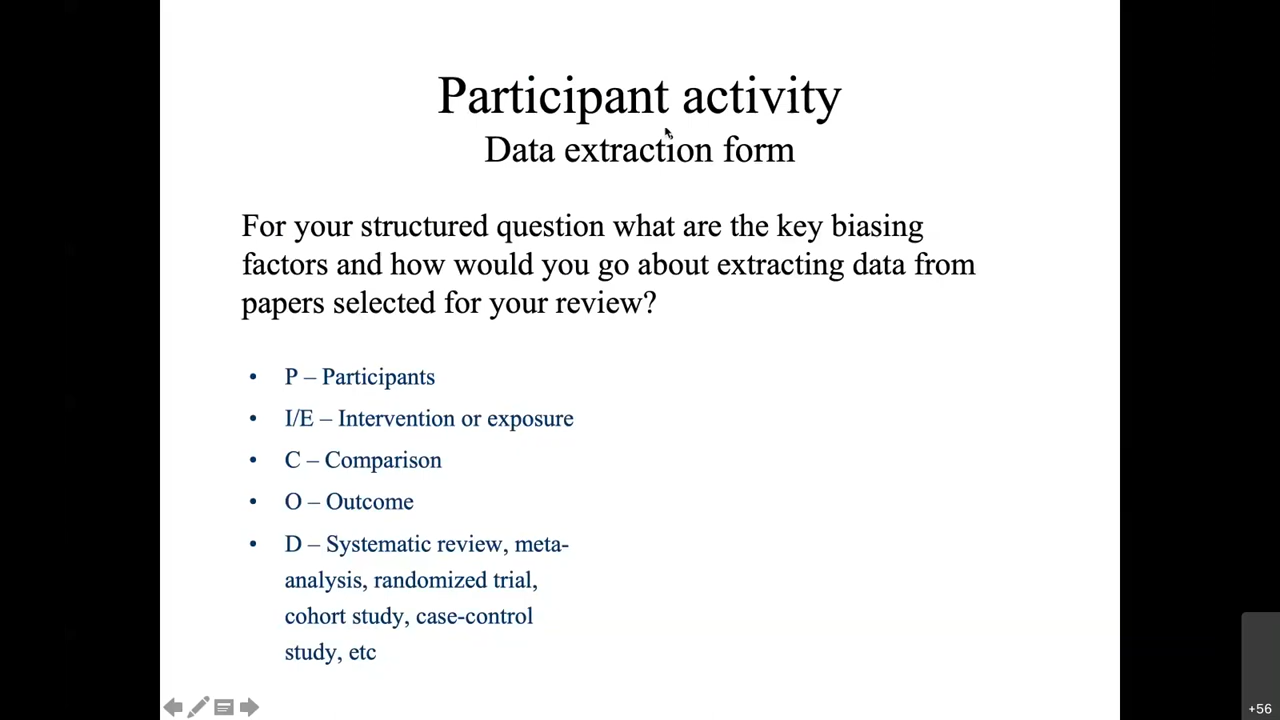 Participant activity
Data extraction form
For your structured question what are the key biasing
factors and how would you go about extracting data from
papers selected for your review?
• P – Participants
• I/E – Intervention or exposure
• C – Comparison
• O – Outcome
• D – Systematic review, meta-
analysis, randomized trial,
cohort study, case-control
study, etc
+56